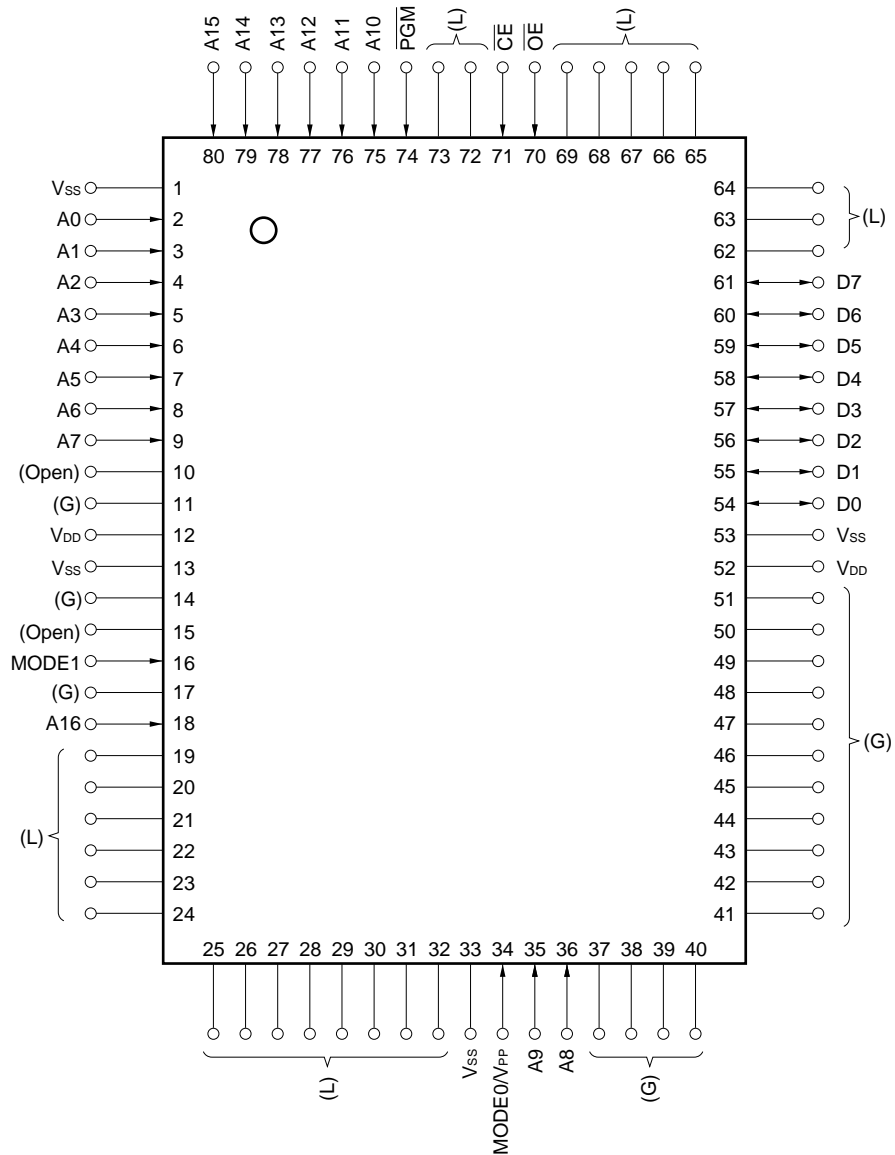 A15 A14 A13 A12 A11 A10 PGM (L) CE OE (L)
80 79 78 77 76 75 74 73 72 71 70 69 68 67 66 65
VSS 1 64
A0 2 63 (L)
A1 3 62
A2 4 61 D7
A3 5 60 D6
A4 6 59 D5
A5 7 58 D4
A6 8 57 D3
A7 9 56 D2
(Open) 10 55 D1
(G) 11 54 D0
VDD 12 53 VSS
VSS 13 52 VDD
(G) 14 51
(Open) 15 50
MODE1 16 49
(G) 17 48
A16 18 47
19 46 (G)
20 45
21 44
(L) 22 43
23 42
24 41
25 26 27 28 29 30 31 32 33 34 35 36 37 38 39 40
(L) VSS MODE0/VPP A9 A8 (G)